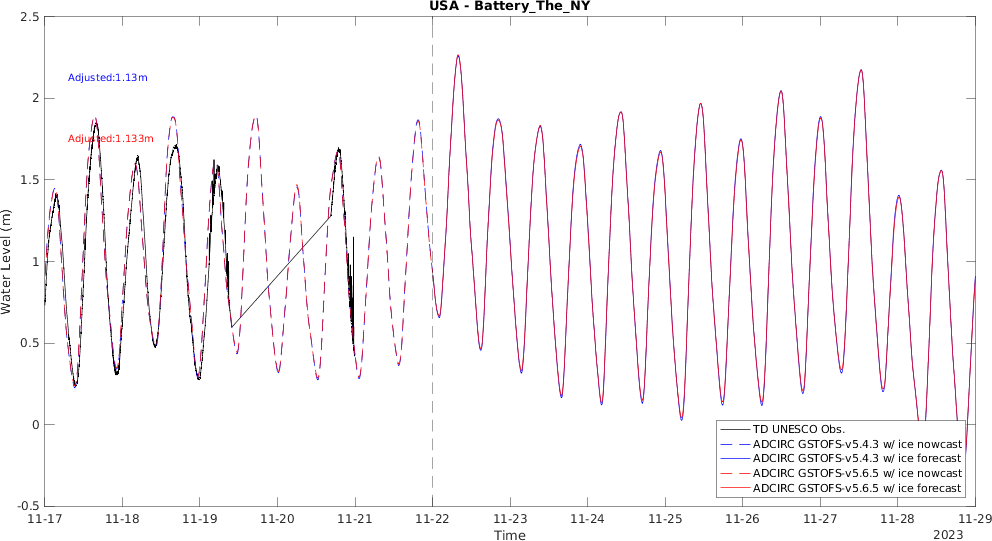 USA - Battery_The_NY
2.5
2
1.5
1
0.5
0
-0.5
Water Level (m)
Adjusted:1.13m
Adjusted:1.133m
TD UNESCO Obs.
ADCIRC GSTOFS-v5.4.3 w/ ice nowcast
ADCIRC GSTOFS-v5.4.3 w/ ice forecast
ADCIRC GSTOFS-v5.6.5 w/ ice nowcast
ADCIRC GSTOFS-v5.6.5 w/ ice forecast
11-17 11-18 11-19 11-20 11-21 11-22 11-23 11-24 11-25 11-26 11-27 11-28 11-29
Time
2023